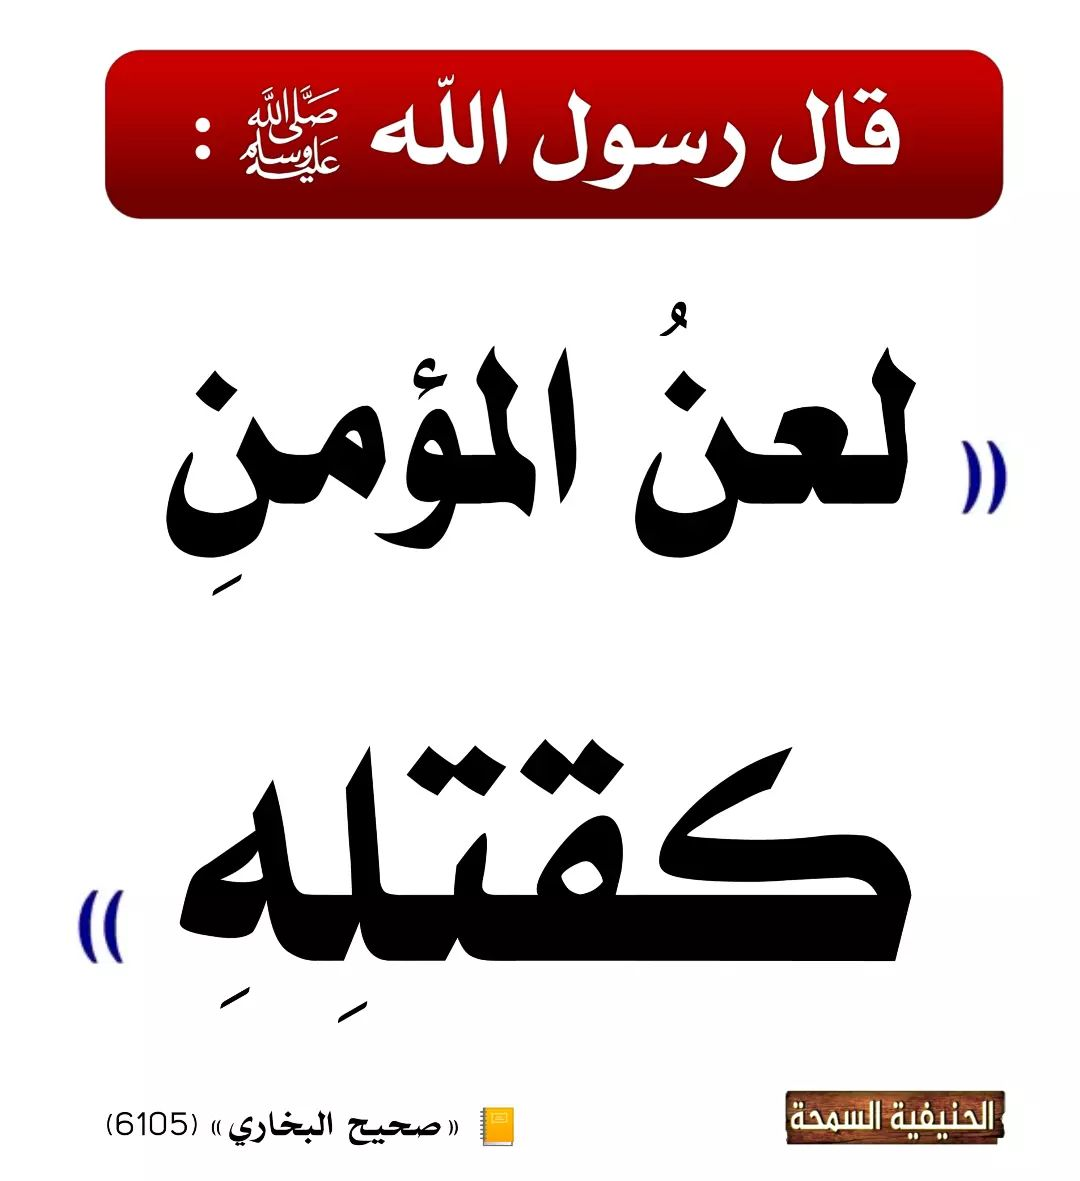 قال رسول الله ﷺ :
(( لعنُ المؤمنِ
كقتلِهِ ))
«صحيح البخاري» (6105)
الحنيفية السمحة